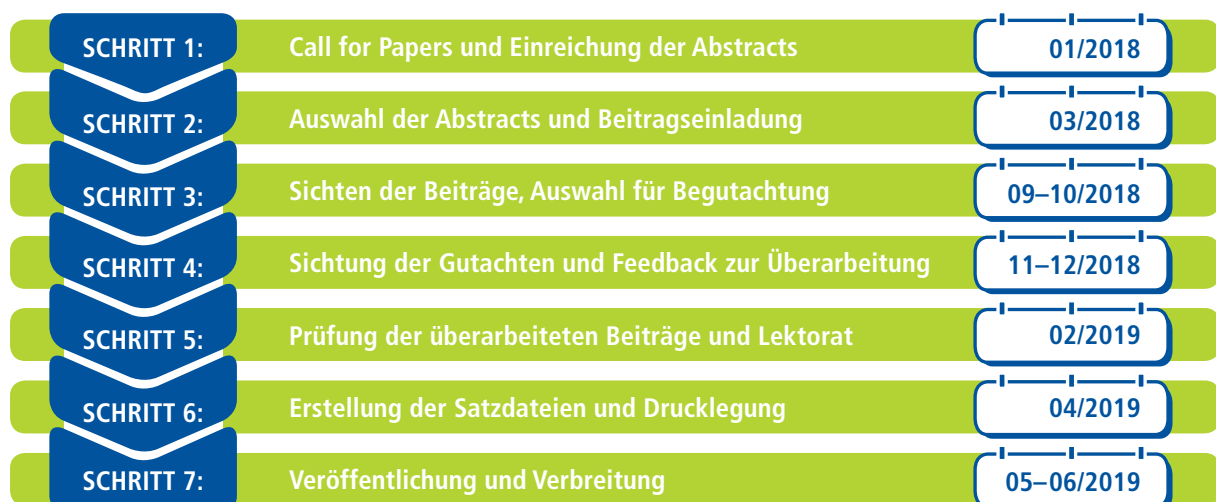 SCHRITT 1: Call for Papers und Einreichung der Abstracts 01/2018
SCHRITT 2: Auswahl der Abstracts und Beitragseinladung 03/2018
SCHRITT 3: Sichten der Beiträge, Auswahl für Begutachtung 09–10/2018
SCHRITT 4: Sichtung der Gutachten und Feedback zur Überarbeitung 11–12/2018
SCHRITT 5: Prüfung der überarbeiteten Beiträge und Lektorat 02/2019
SCHRITT 6: Erstellung der Satzdateien und Drucklegung 04/2019
SCHRITT 7: Veröffentlichung und Verbreitung 05–06/2019